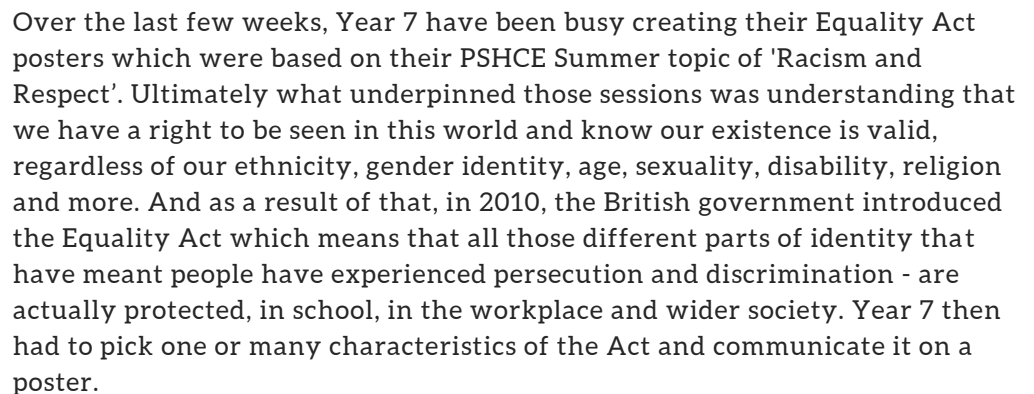 Over the last few weeks, Year 7 have been busy creating their Equality Act
posters which were based on their PSHCE Summer topic of 'Racism and
Respect’. Ultimately what underpinned those sessions was understanding that
we have a right to be seen in this world and know our existence is valid,
regardless of our ethnicity, gender identity, age, sexuality, disability, religion
and more. And as a result of that, in 2010, the British government introduced
the Equality Act which means that all those different parts of identity that
have meant people have experienced persecution and discrimination - are
actually protected, in school, in the workplace and wider society. Year 7 then
had to pick one or many characteristics of the Act and communicate it on a
poster.